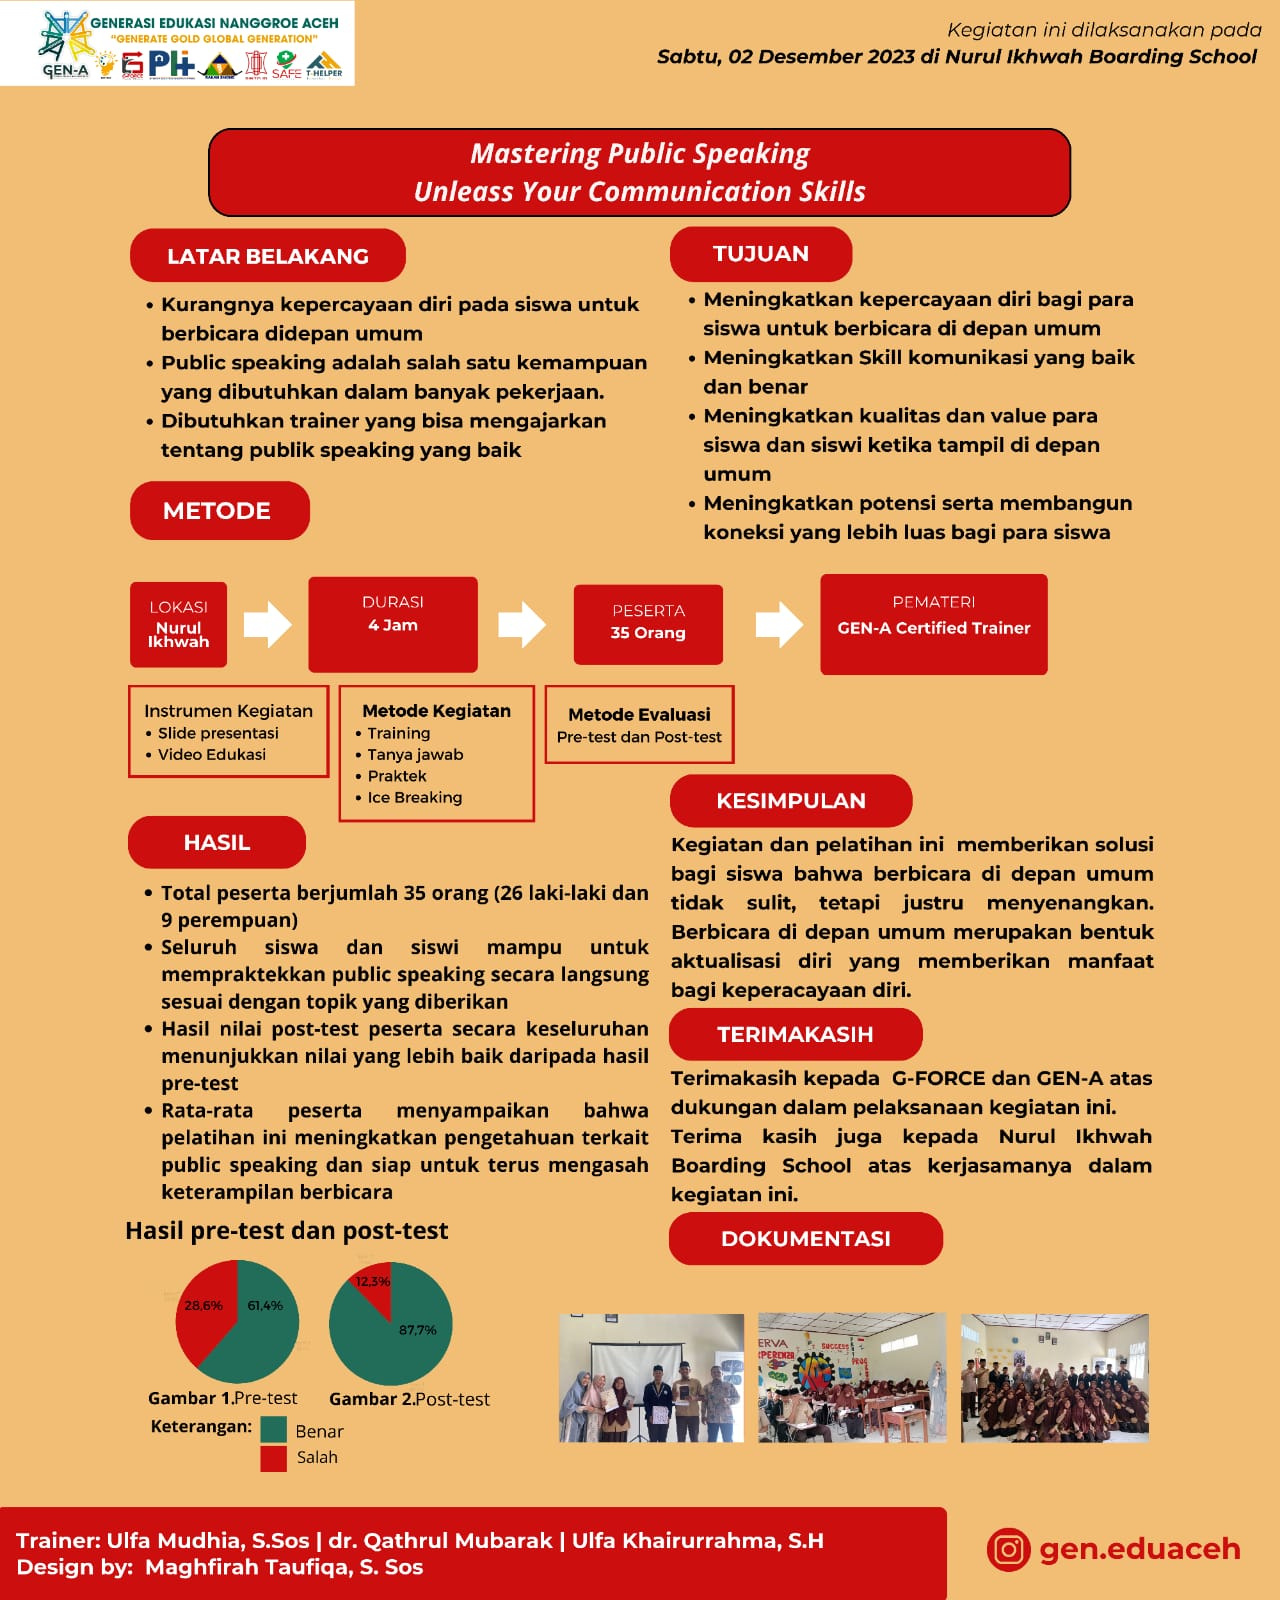 GENERASI EDUKASI NANGGROE ACEH
"GENERATE GOLD GLOBAL GENERATION"
GEN-A
PHI
SAFE
T-HELPER
Kegiatan ini dilaksanakan pada
Sabtu, 02 Desember 2023 di Nurul Ikhwah Boarding School
Mastering Public Speaking
Unleass Your Communication Skills
LATAR BELAKANG
• Kurangnya kepercayaan diri pada siswa untuk
berbicara didepan umum
• Public speaking adalah salah satu kemampuan
yang dibutuhkan dalam banyak pekerjaan.
• Dibutuhkan trainer yang bisa mengajarkan
tentang publik speaking yang baik
TUJUAN
• Meningkatkan kepercayaan diri bagi para
siswa untuk berbicara di depan umum
• Meningkatkan Skill komunikasi yang baik
dan benar
• Meningkatkan kualitas dan value para
siswa dan siswi ketika tampil di depan
umum
• Meningkatkan potensi serta membangun
koneksi yang lebih luas bagi para siswa
METODE
LOKASI
Nurul
Ikhwah
DURASI
4 Jam
PESERTA
35 Orang
PEMATERI
GEN-A Certified Trainer
Instrumen Kegiatan
• Slide presentasi
• Video Edukasi
Metode Kegiatan
• Training
• Tanya jawab
• Praktek
• Ice Breaking
Metode Evaluasi
Pre-test dan Post-test
HASIL
• Total peserta berjumlah 35 orang (26 laki-laki dan
9 perempuan)
• Seluruh siswa dan siswi mampu untuk
mempraktekkan public speaking secara langsung
sesuai dengan topik yang diberikan
• Hasil nilai post-test peserta secara keseluruhan
menunjukkan nilai yang lebih baik daripada hasil
pre-test
• Rata-rata peserta menyampaikan bahwa
pelatihan ini meningkatkan pengetahuan terkait
public speaking dan siap untuk terus mengasah
keterampilan berbicara
Hasil pre-test dan post-test
28,6%
61,4%
12,3%
87,7%
Gambar 1.Pre-test
Gambar 2.Post-test
Keterangan:
Benar
Salah
KESIMPULAN
Kegiatan dan pelatihan ini memberikan solusi
bagi siswa bahwa berbicara di depan umum
tidak sulit, tetapi justru menyenangkan.
Berbicara di depan umum merupakan bentuk
aktualisasi diri yang memberikan manfaat
bagi keperacayaan diri.
TERIMAKASIH
Terimakasih kepada G-FORCE dan GEN-A atas
dukungan dalam pelaksanaan kegiatan ini.
Terima kasih juga kepada Nurul Ikhwah
Boarding School atas kerjasamanya dalam
kegiatan ini.
DOKUMENTASI
SUCCESS
Trainer: Ulfa Mudhia, S.Sos | dr. Qathrul Mubarak | Ulfa Khairurrahma, S.H
Design by: Maghfirah Taufiqa, S. Sos
gen.eduaceh